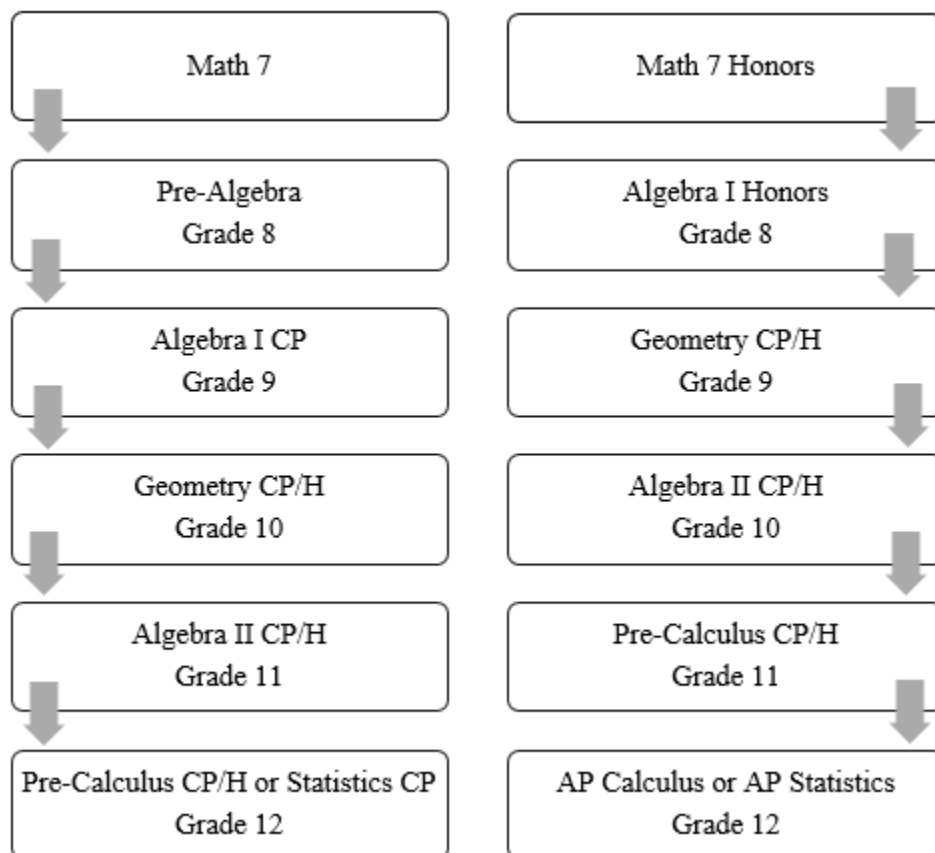 Math 7
Pre-Algebra
Grade 8
Algebra I CP
Grade 9
Geometry CP/H
Grade 10
Algebra II CP/H
Grade 11
Pre-Calculus CP/H or Statistics CP
Grade 12
Math 7 Honors
Algebra I Honors
Grade 8
Geometry CP/H
Grade 9
Algebra II CP/H
Grade 10
Pre-Calculus CP/H
Grade 11
AP Calculus or AP Statistics
Grade 12